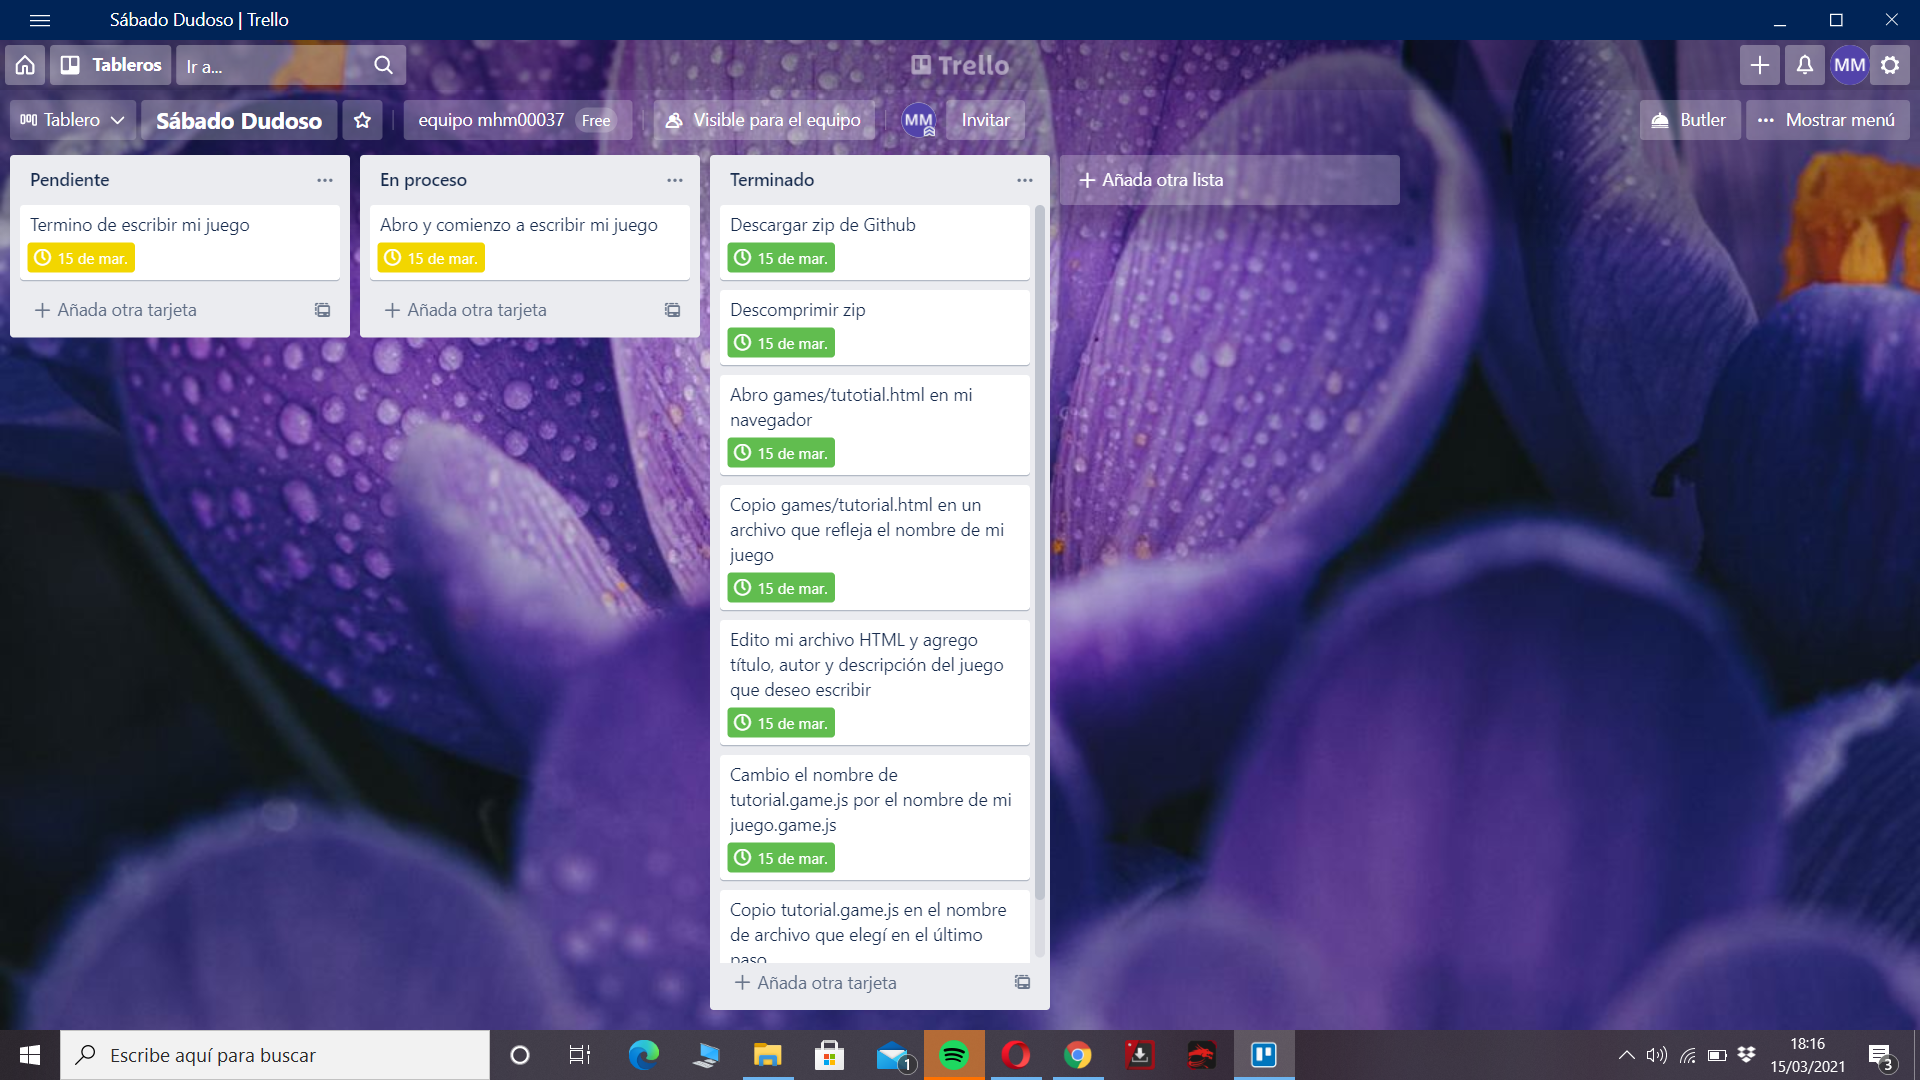 Sábado Dudoso | Trello
Tableros
Ir a...
Trello
MM
Tablero
Sábado Dudoso
equipo mhm00037 Free
Visible para el equipo
MM
Invitar
Butler
Mostrar menú
Pendiente
Termino de escribir mi juego
15 de mar.
Añada otra tarjeta
En proceso
Abro y comienzo a escribir mi juego
15 de mar.
Añada otra tarjeta
Terminado
Descargar zip de Github
15 de mar.
Descomprimir zip
15 de mar.
Abro games/tutotial.html en mi
navegador
15 de mar.
Copio games/tutorial.html en un
archivo que refleja el nombre de mi
juego
15 de mar.
Edito mi archivo HTML y agrego
título, autor y descripción del juego
que deseo escribir
15 de mar.
Cambio el nombre de
tutorial.game.js por el nombre de mi
juego.game.js
15 de mar.
Copio tutorial.game.js en el nombre
de archivo que elegí en el último
paso
Añada otra tarjeta
Añada otra lista
Escribe aquí para buscar
1
18:16
15/03/2021
3